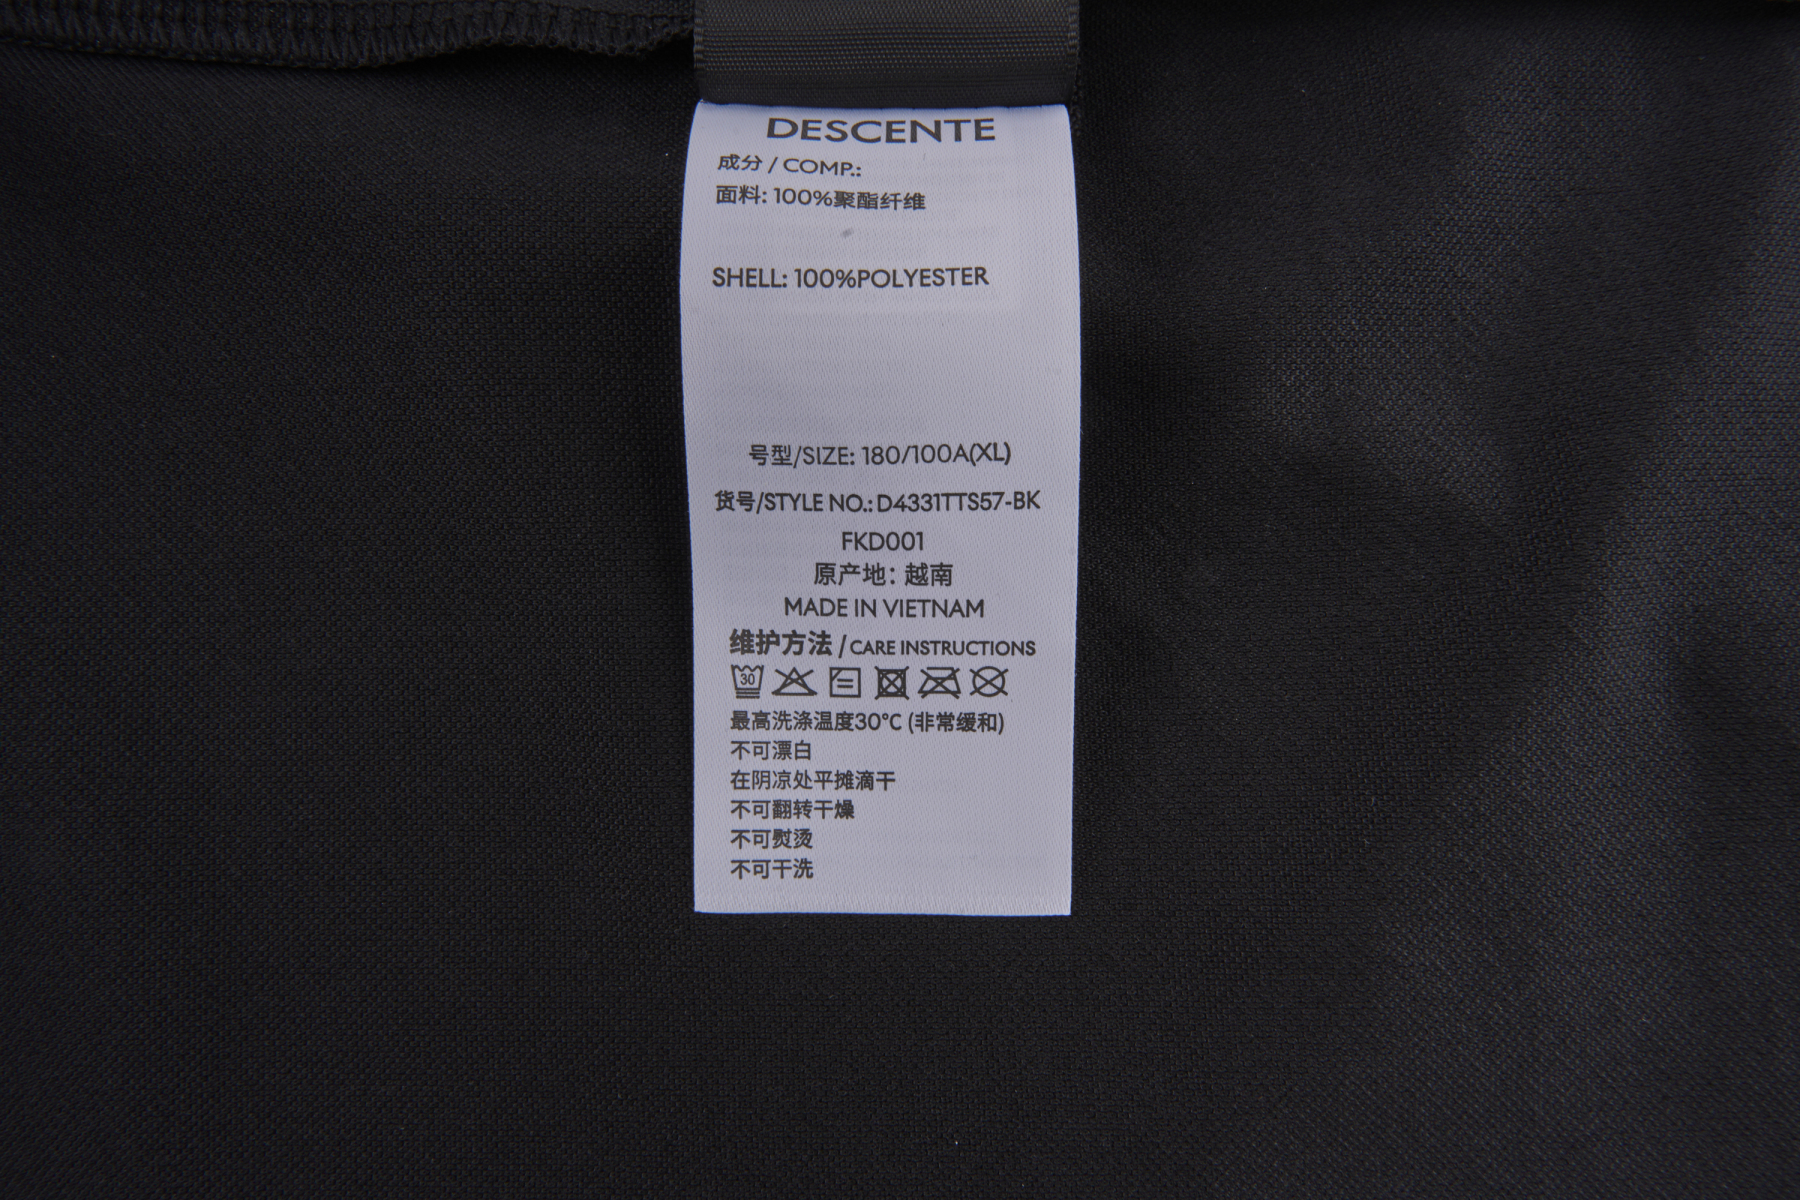 DESCENTE
成分 / COMP.:
面料: 100%聚酯纤维
SHELL: 100%POLYESTER
号型/SIZE: 180/100A(XL)
货号/STYLE NO.: D4331TTS57-BK
FKD001
原产地: 越南
MADE IN VIETNAM
维护方法 / CARE INSTRUCTIONS
30
最高洗涤温度30℃ (非常缓和)
不可漂白
在阴凉处平摊滴干
不可翻转干燥
不可熨烫
不可干洗